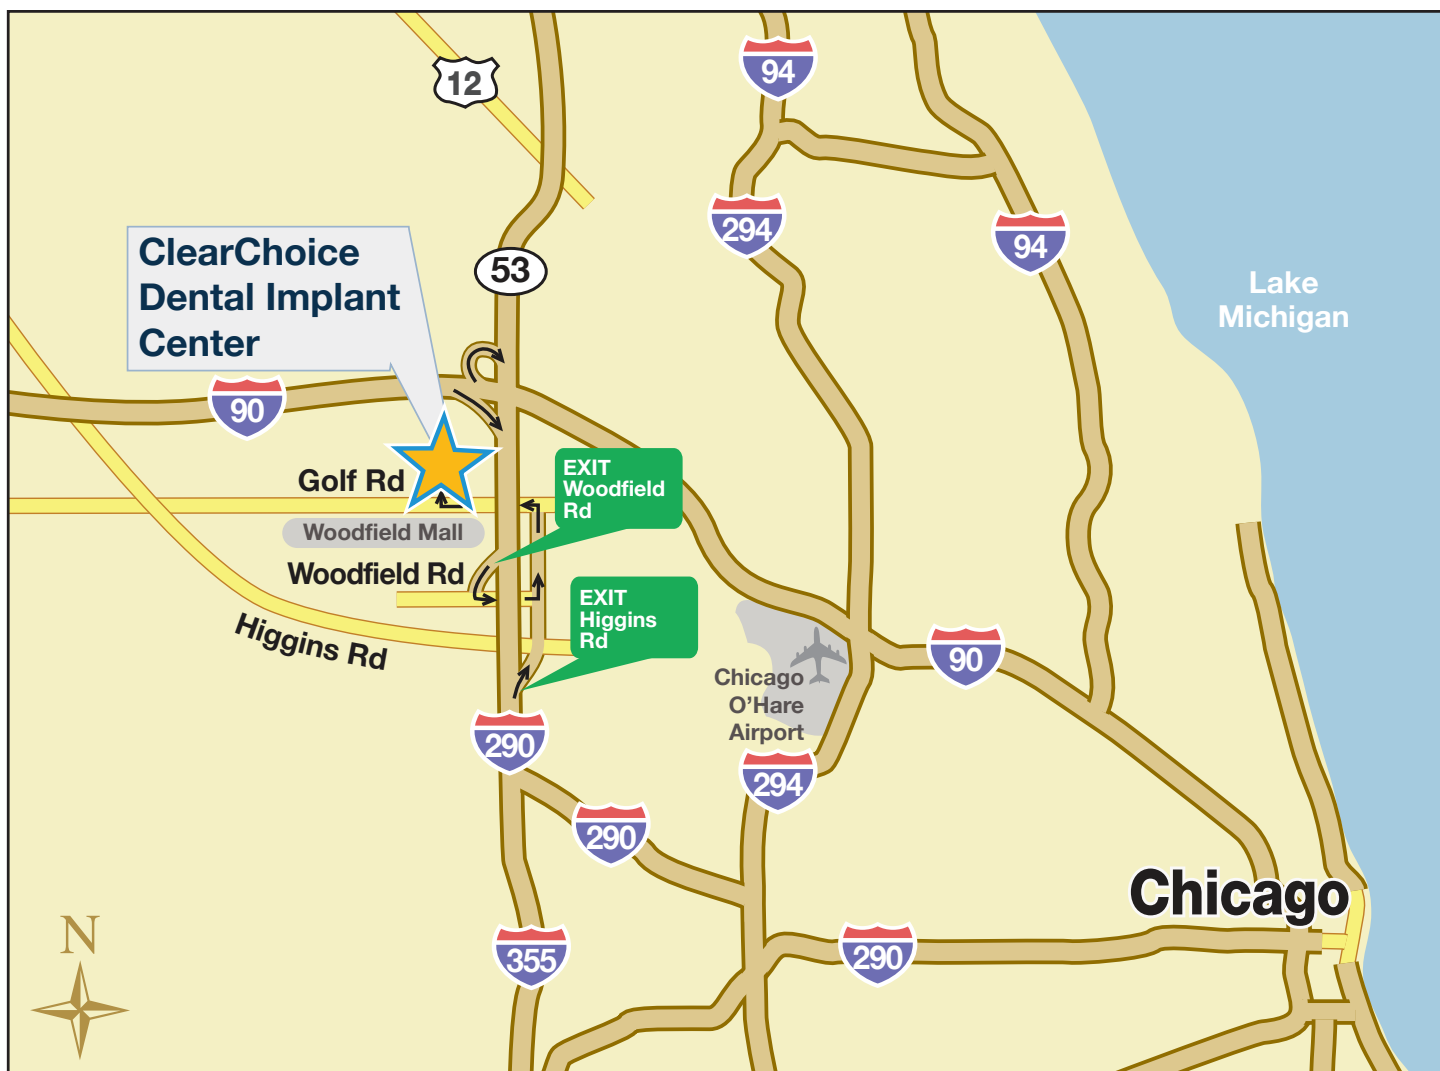 12
94
ClearChoice
Dental Implant
Center
53
294
94
Lake
Michigan
90
Golf Rd
EXIT
Woodfield
Rd
Woodfield Mall
Woodfield Rd
EXIT
Higgins
Rd
Higgins Rd
90
Chicago
O'Hare
Airport
290
294
290
Chicago
N
355
290